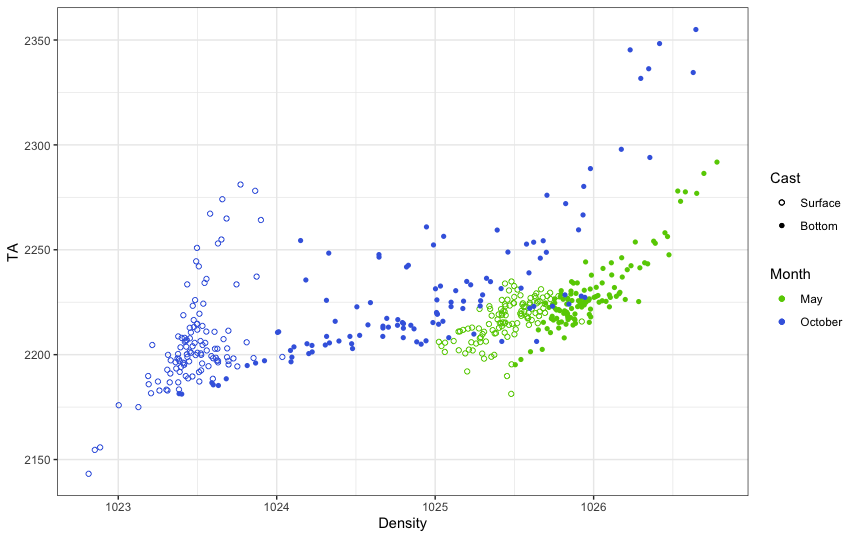 2350
2300
2250
2200
2150
TA
1023
1024
1025
1026
Density
Cast
Surface
Bottom
Month
May
October